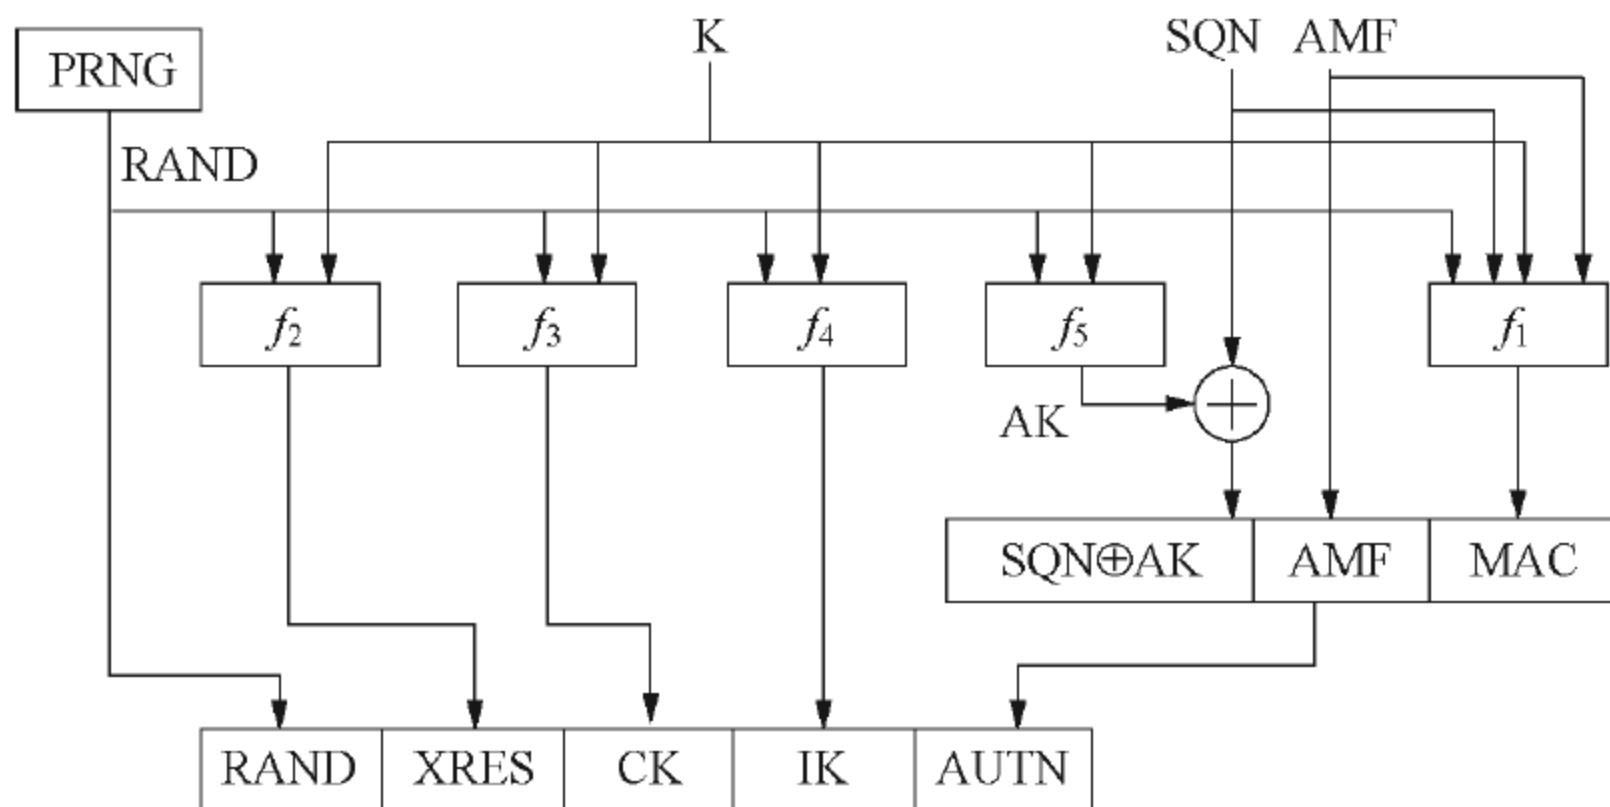 K
SQN AMF
PRNG
RAND
f2
f3
f4
f5
f1
AK
SQN⊕AK
AMF
MAC
RAND
XRES
CK
IK
AUTN